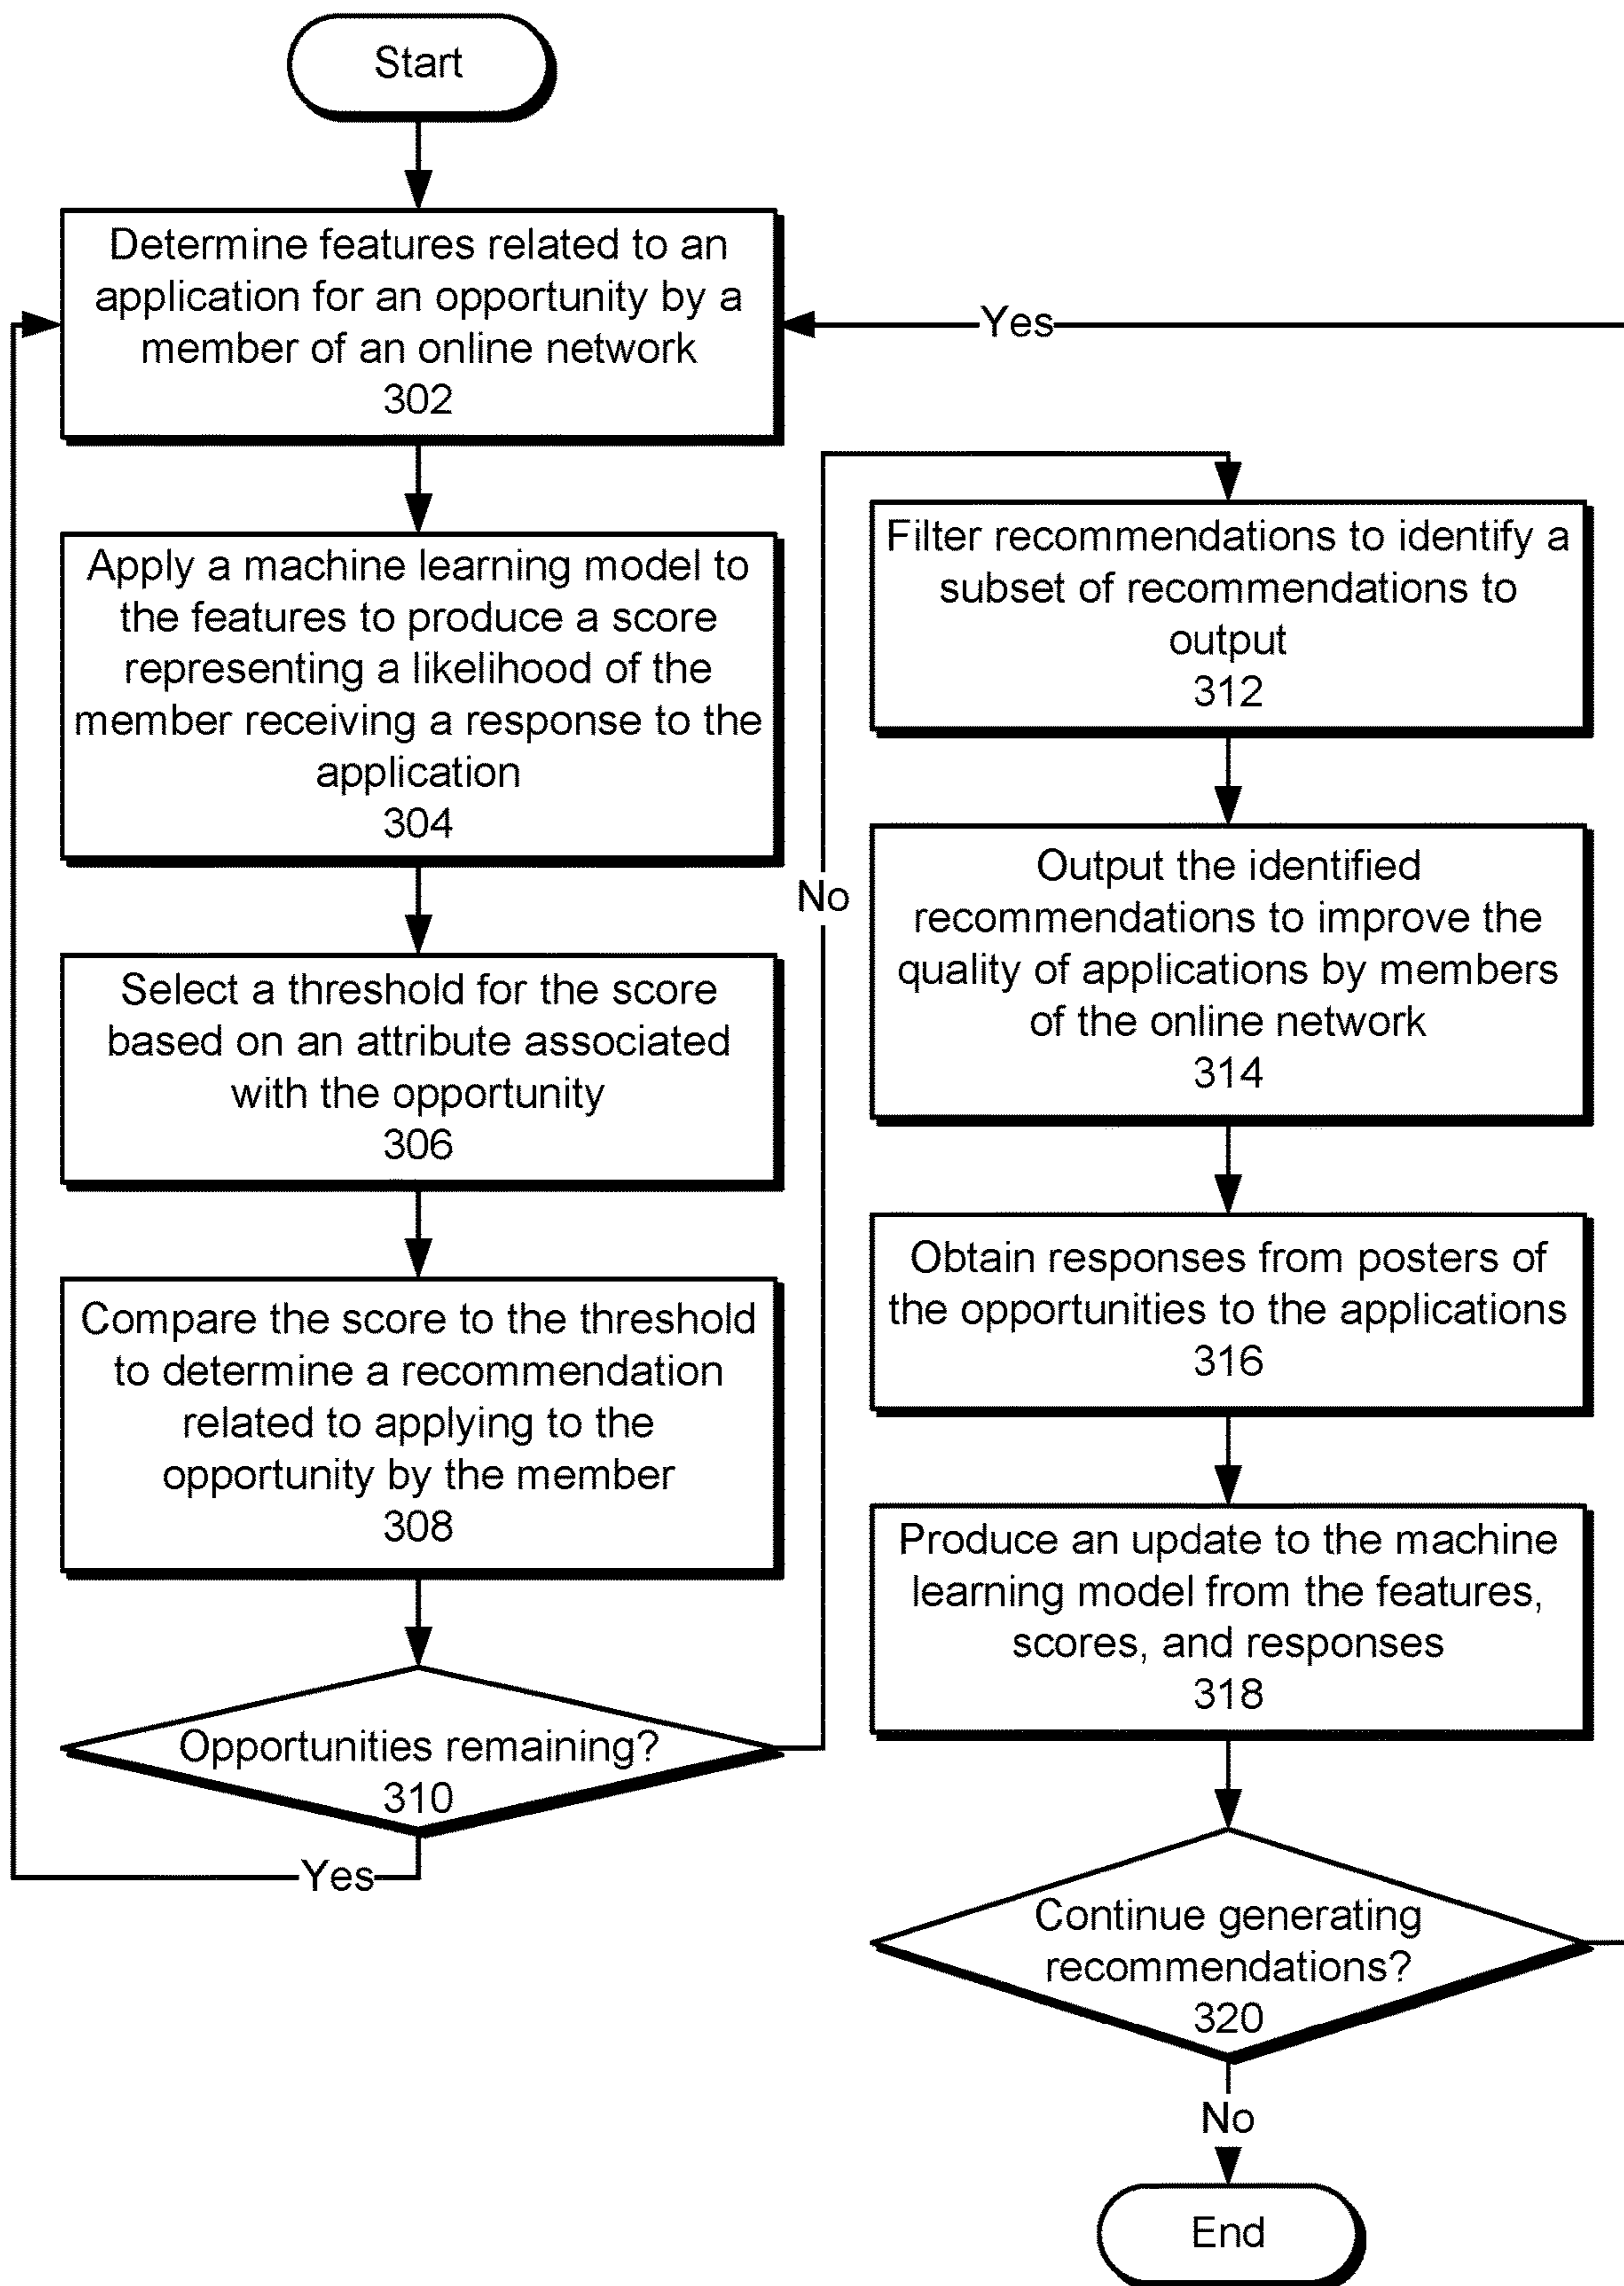 Start
Determine features related to an
application for an opportunity by a
member of an online network
302
Apply a machine learning model to
the features to produce a score
representing a likelihood of the
member receiving a response to the
application
304
Select a threshold for the score
based on an attribute associated
with the opportunity
306
Compare the score to the threshold
to determine a recommendation
related to applying to the
opportunity by the member
308
Opportunities remaining?
310
Yes
No
Filter recommendations to identify a
subset of recommendations to
output
312
Output the identified
recommendations to improve the
quality of applications by members
of the online network
314
Obtain responses from posters of
the opportunities to the applications
316
Produce an update to the machine
learning model from the features,
scores, and responses
318
Continue generating
recommendations?
320
Yes
No
End